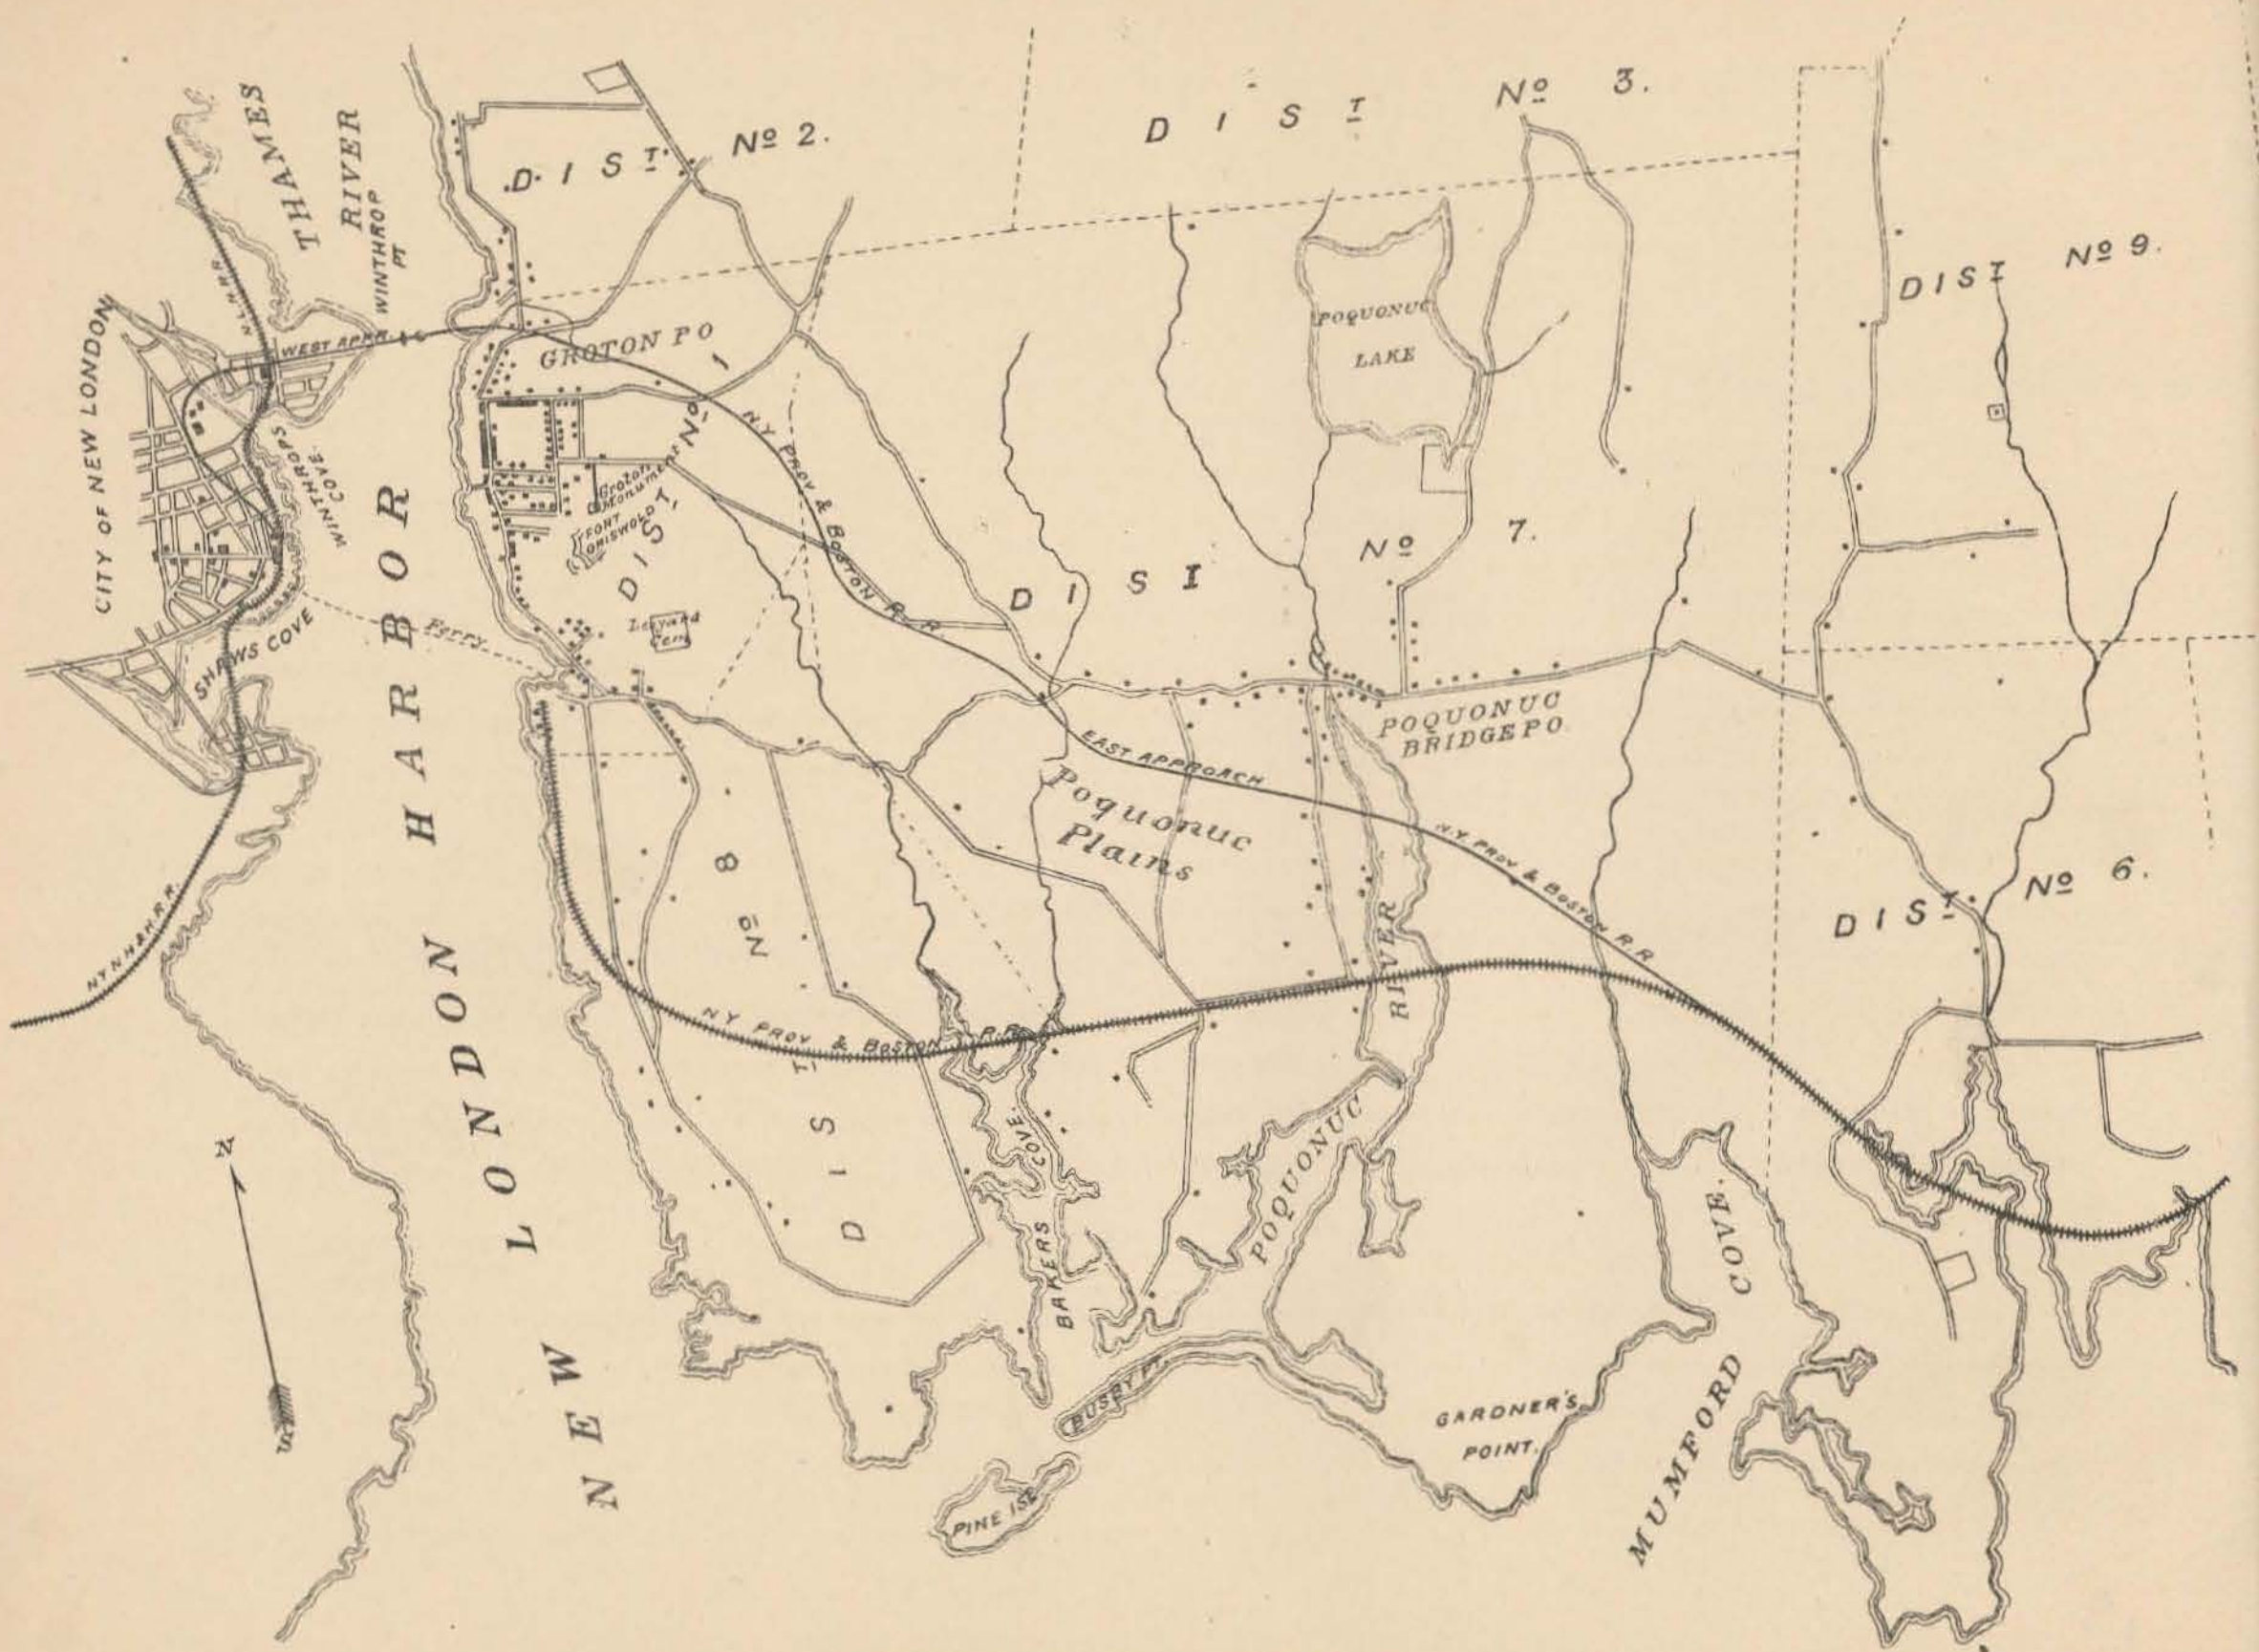 THAMES
RIVER
WINTHROP
PT
CITY OF NEW LONDON
N.L.N.R.R.
WEST APPR.
WINTHROPS
COVE.
SHAWS COVE
Ferry
N.Y.N.H&H.R.R.
NEW LONDON HARBOR
N
S
DIST. No 2.
DIST No 3.
DIST No 9.
GROTON P O
DIST. No 1
Groton
Monument
FORT
GRISWOLD
Ledyard
Cem.
N.Y PROV & BOSTON R.R.
POQUONUC
LAKE
DIST No 7.
POQUONUC
BRIDGE P O
EAST APPROACH
Poquonuc
Plains
N.Y. PROV & BOSTON R.R
DIST No 8
NY PROV & BOSTON R.R.
DIST No 6.
POQUONUC RIVER
BAKERS COVE.
BUSBY PT.
PINE ISE
GARDNER'S
POINT.
MUMFORD COVE.